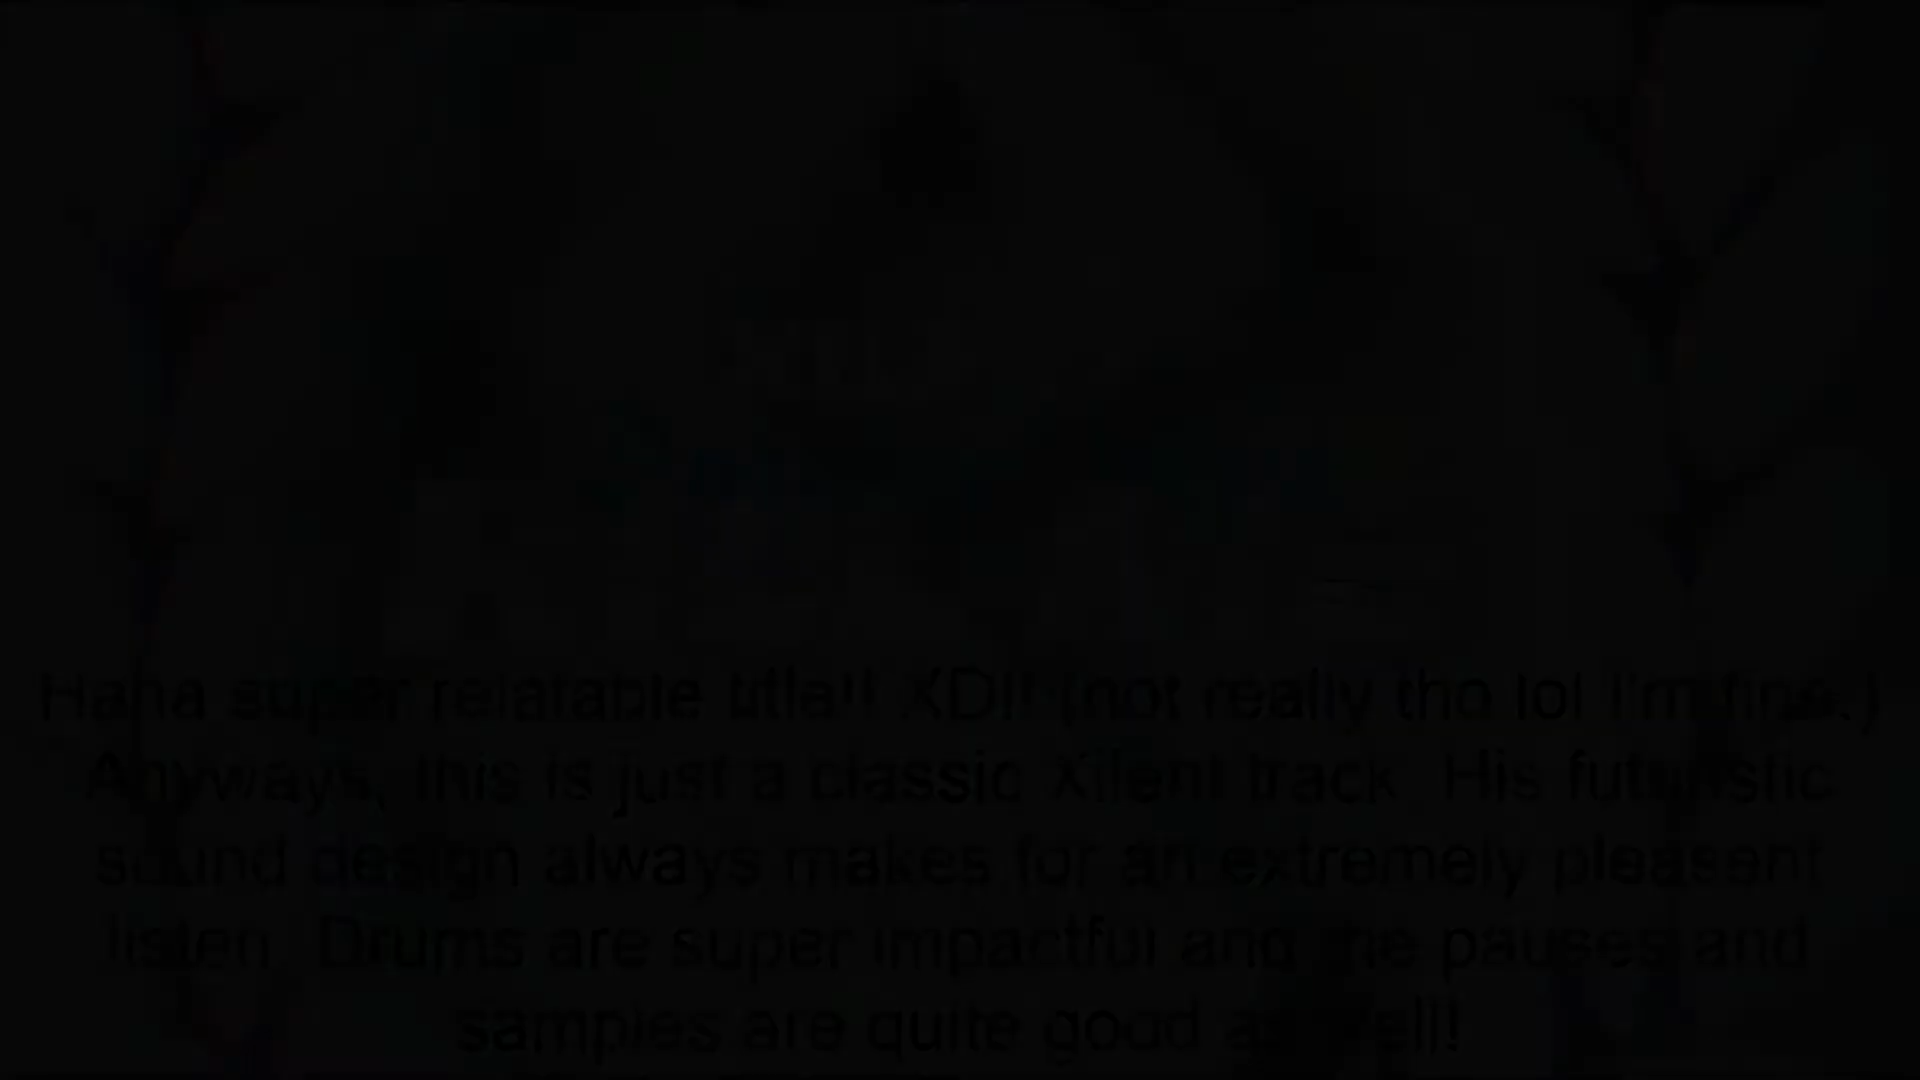 Haha super relatable title!! XD!! (not really tho lol I'm fine.)
Anyways, this is just a classic Xilent track. His futuristic
sound design always makes for an extremely pleasent
listen. Drums are super impactful and the pauses and
samples are quite good as well!